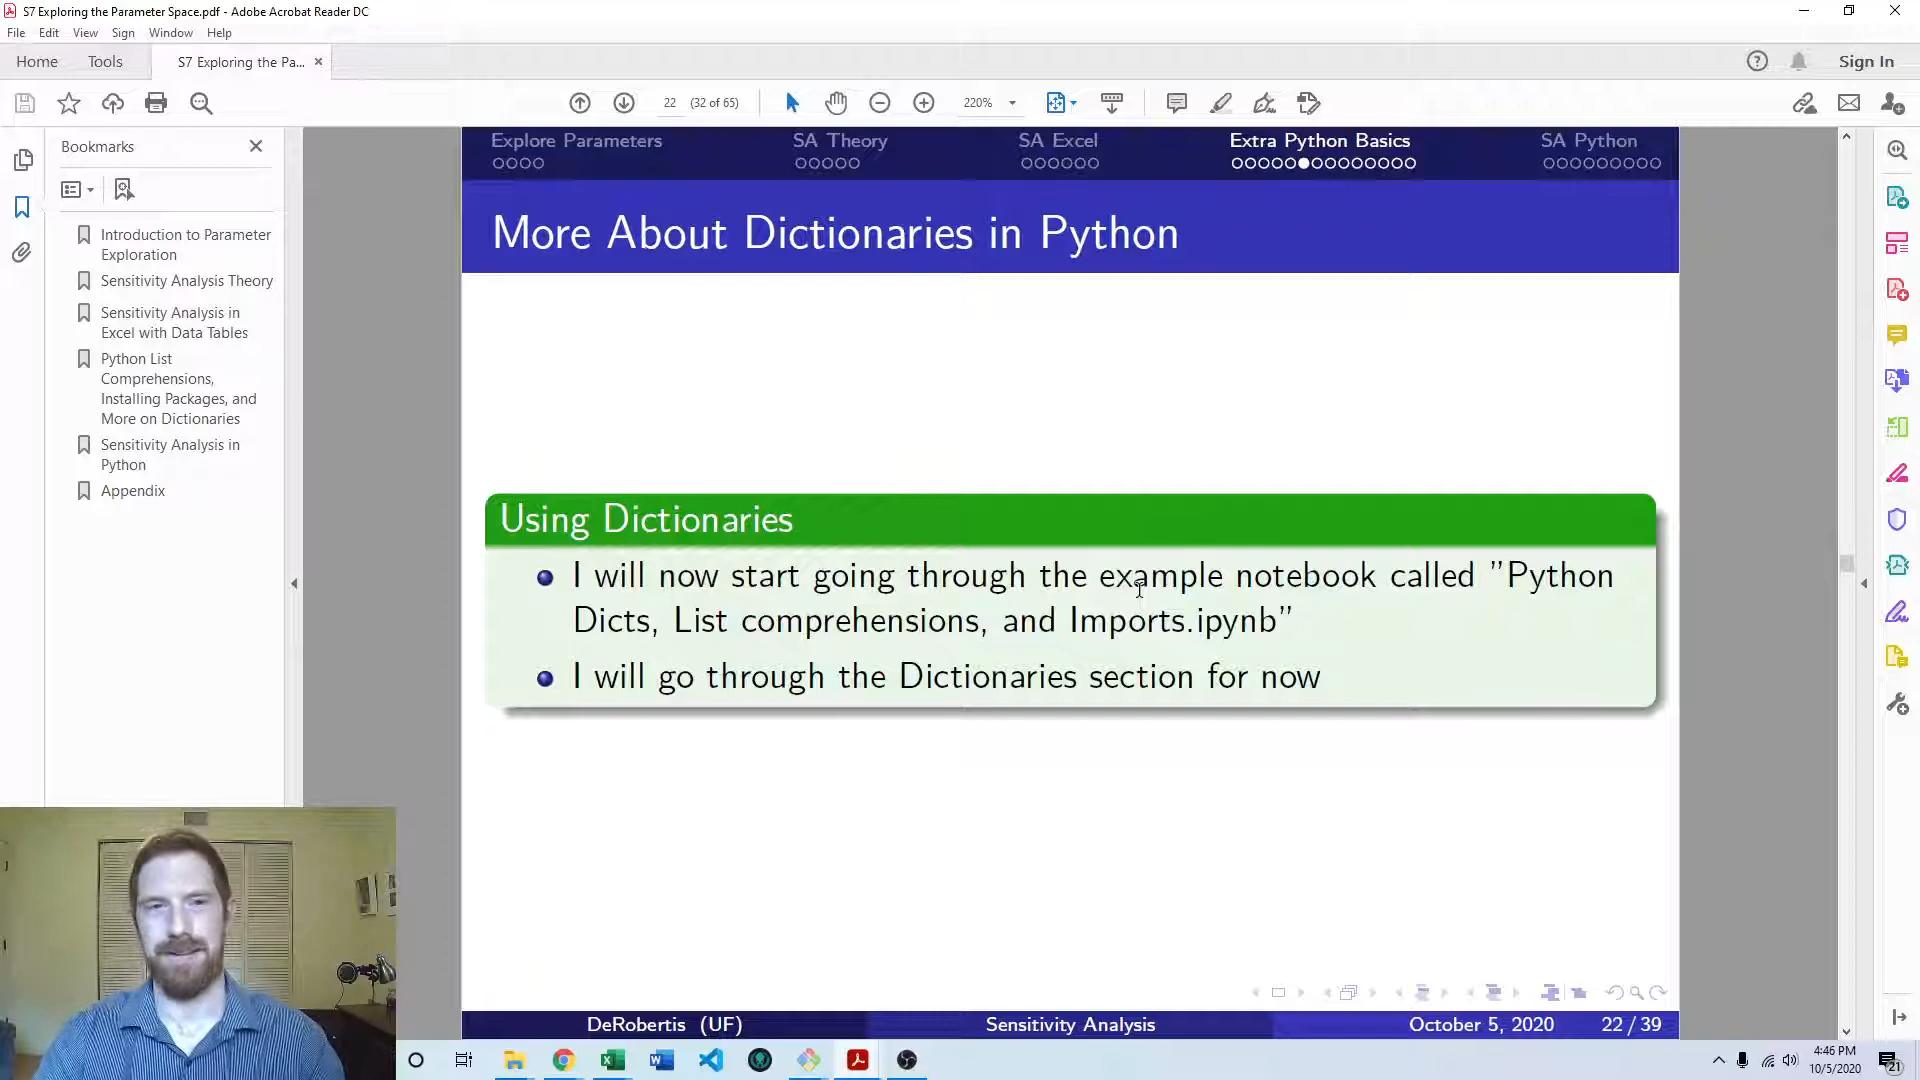 S7 Exploring the Parameter Space.pdf - Adobe Acrobat Reader DC
File Edit View Sign Window Help
Home Tools S7 Exploring the Pa... Sign In
22 (32 of 65) 220%
Bookmarks
Introduction to Parameter
Exploration
Sensitivity Analysis Theory
Sensitivity Analysis in
Excel with Data Tables
Python List
Comprehensions,
Installing Packages, and
More on Dictionaries
Sensitivity Analysis in
Python
Appendix
Explore Parameters SA Theory SA Excel Extra Python Basics SA Python
More About Dictionaries in Python
Using Dictionaries
I will now start going through the example notebook called ”Python
Dicts, List comprehensions, and Imports.ipynb”
I will go through the Dictionaries section for now
DeRobertis (UF) Sensitivity Analysis October 5, 2020 22 / 39
4:46 PM
10/5/2020
21